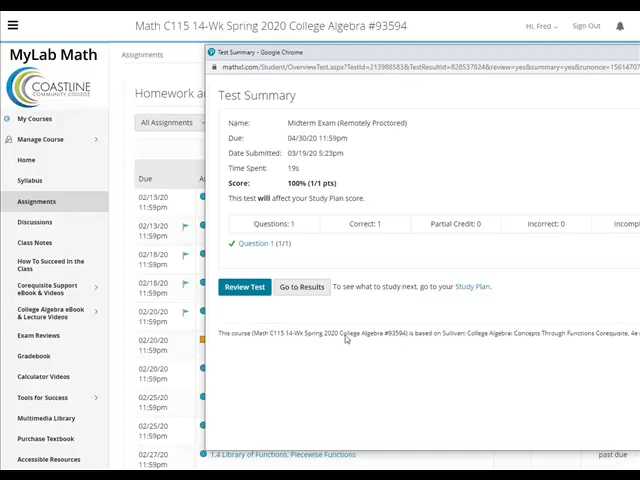 Math C115 14-Wk Spring 2020 College Algebra #93594
Hi, Fred
Sign Out
MyLab Math
COASTLINE
COMMUNITY COLLEGE
My Courses
Manage Course
Home
Syllabus
Assignments
Discussions
Class Notes
How To Succeed In the
Class
Corequisite Support
eBook & Videos
College Algebra eBook
& Lecture Videos
Exam Reviews
Gradebook
Calculator Videos
Tools for Success
Multimedia Library
Purchase Textbook
Accessible Resources
Assignments
Homework a
All Assignments
Due
02/13/20
11:59pm
02/13/20
11:59pm
02/18/20
11:59pm
02/18/20
11:59pm
02/20/20
11:59pm
02/20/20
11:59pm
02/20/20
11:59pm
02/25/20
11:59pm
02/25/20
11:59pm
02/27/20
11:59pm
1.4 Library of Functions, Piecewise Functions
past due
Test Summary - Google Chrome
mathxl.com/Student/OverviewTest.aspx?TestId=213988583&TestResultId=828537824&review=yes&summary=yes&runonce=15614707
Test Summary
Name: Midterm Exam (Remotely Proctored)
Due: 04/30/20 11:59pm
Date Submitted: 03/19/20 5:23pm
Time Spent: 19s
Score: 100% (1/1 pts)
This test will affect your Study Plan score.
Questions: 1
Correct: 1
Partial Credit: 0
Incorrect: 0
Incomple
Question 1 (1/1)
Review Test
Go to Results
To see what to study next, go to your Study Plan.
This course (Math C115 14-Wk Spring 2020 College Algebra #93594) is based on Sullivan: College Algebra: Concepts Through Functions Corequisite, 4e